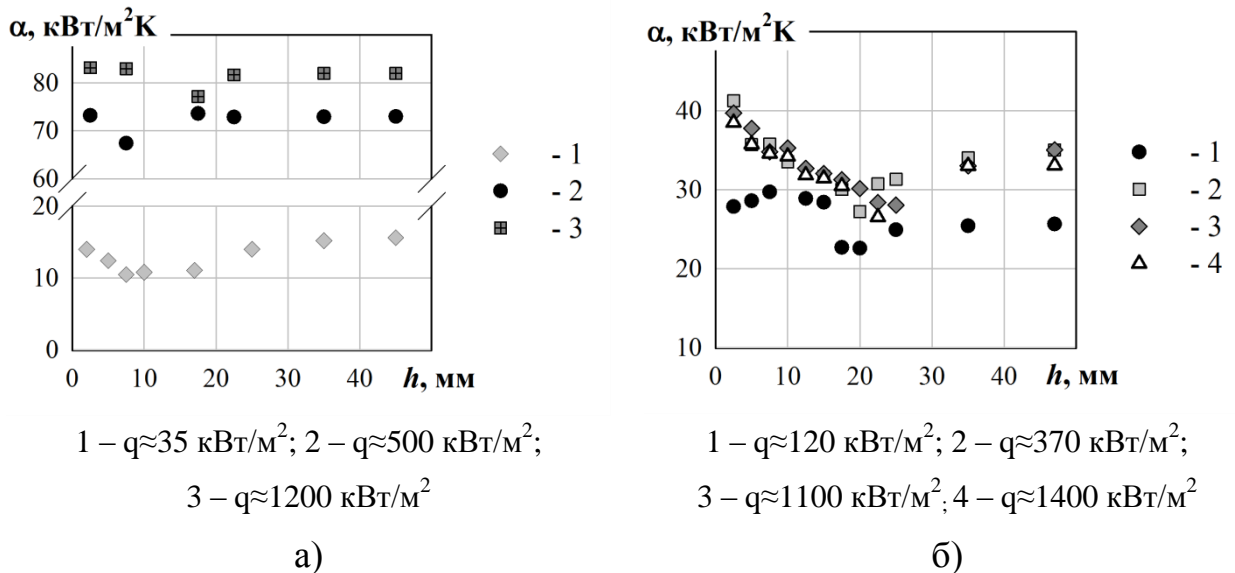 α, кВт/м²K
80
70
60
20
10
0
0 10 20 30 40 h, мм
- 1
- 2
- 3
1 – q≈35 кВт/м²; 2 – q≈500 кВт/м²;
3 – q≈1200 кВт/м²
а)
α, кВт/м²K
40
30
20
10
0 10 20 30 40 h, мм
- 1
- 2
- 3
- 4
1 – q≈120 кВт/м²; 2 – q≈370 кВт/м²;
3 – q≈1100 кВт/м²; 4 – q≈1400 кВт/м²
б)